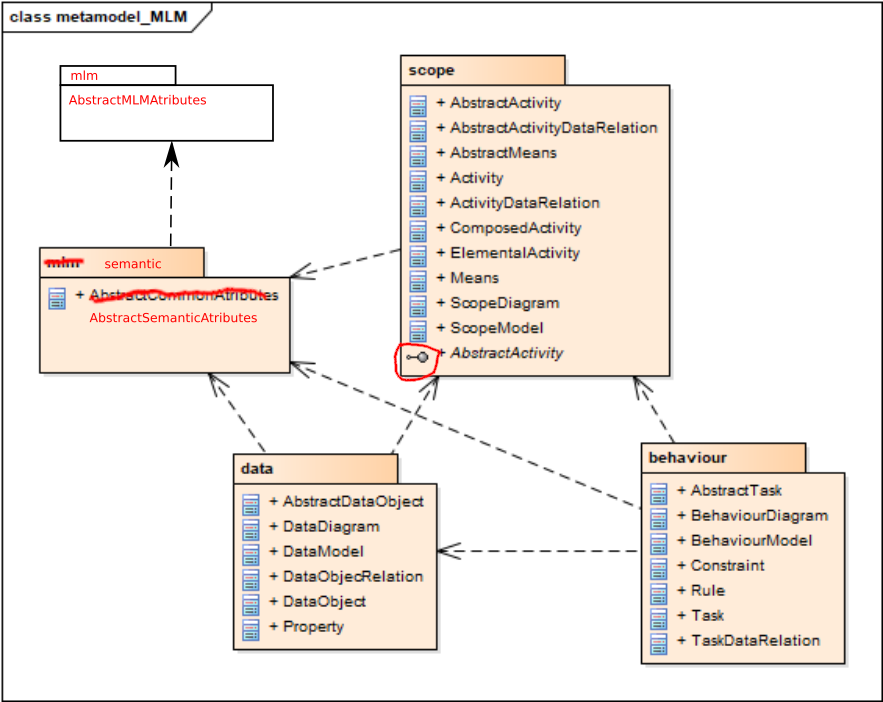 class metamodel_MLM
mlm
AbstractMLMAtributes
scope
+ AbstractActivity
+ AbstractActivityDataRelation
+ AbstractMeans
+ Activity
+ ActivityDataRelation
+ ComposedActivity
+ ElementalActivity
+ Means
+ ScopeDiagram
+ ScopeModel
+ AbstractActivity
mlm
semantic
+ AbstractCommonAtributes
AbstractSemanticAtributes
data
+ AbstractDataObject
+ DataDiagram
+ DataModel
+ DataObjecRelation
+ DataObject
+ Property
behaviour
+ AbstractTask
+ BehaviourDiagram
+ BehaviourModel
+ Constraint
+ Rule
+ Task
+ TaskDataRelation